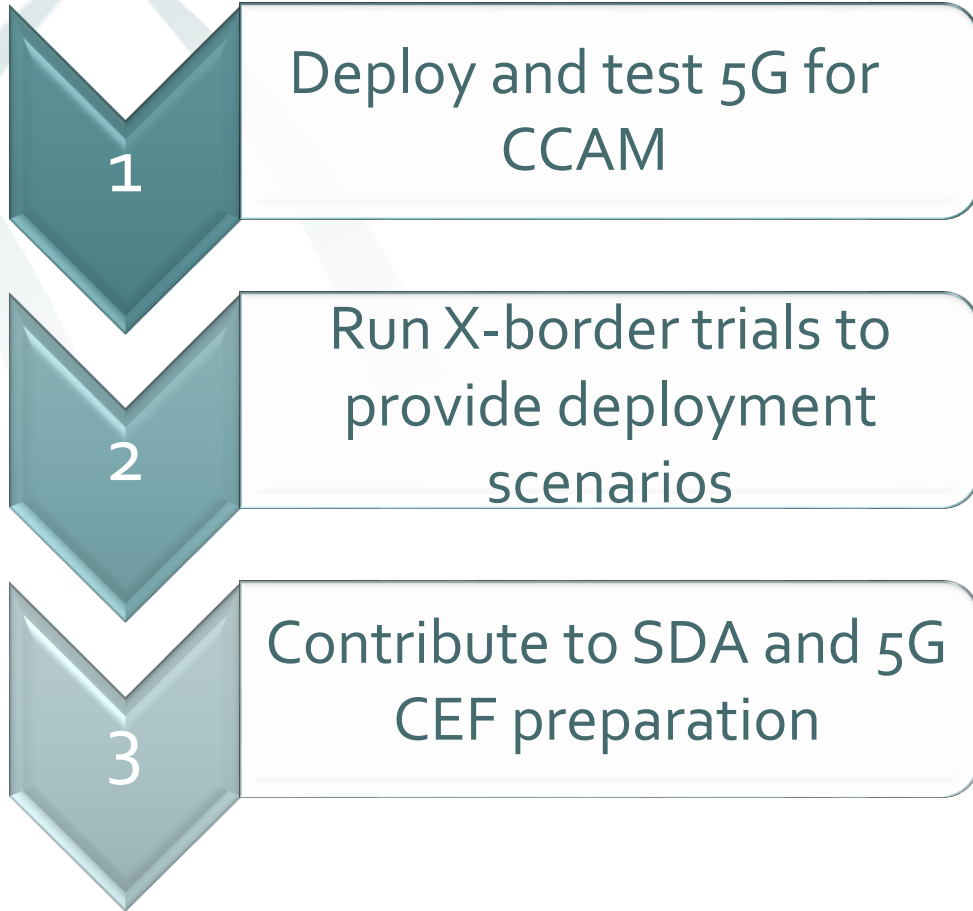 1
Deploy and test 5G for
CCAM
2
Run X-border trials to
provide deployment
scenarios
3
Contribute to SDA and 5G
CEF preparation